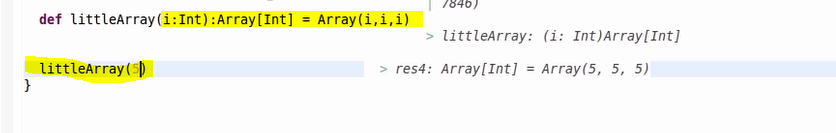 | 7846)
def littleArray(i:Int):Array[Int] = Array(i,i,i)
> littleArray: (i: Int)Array[Int]
littleArray(5) > res4: Array[Int] = Array(5, 5, 5)
}